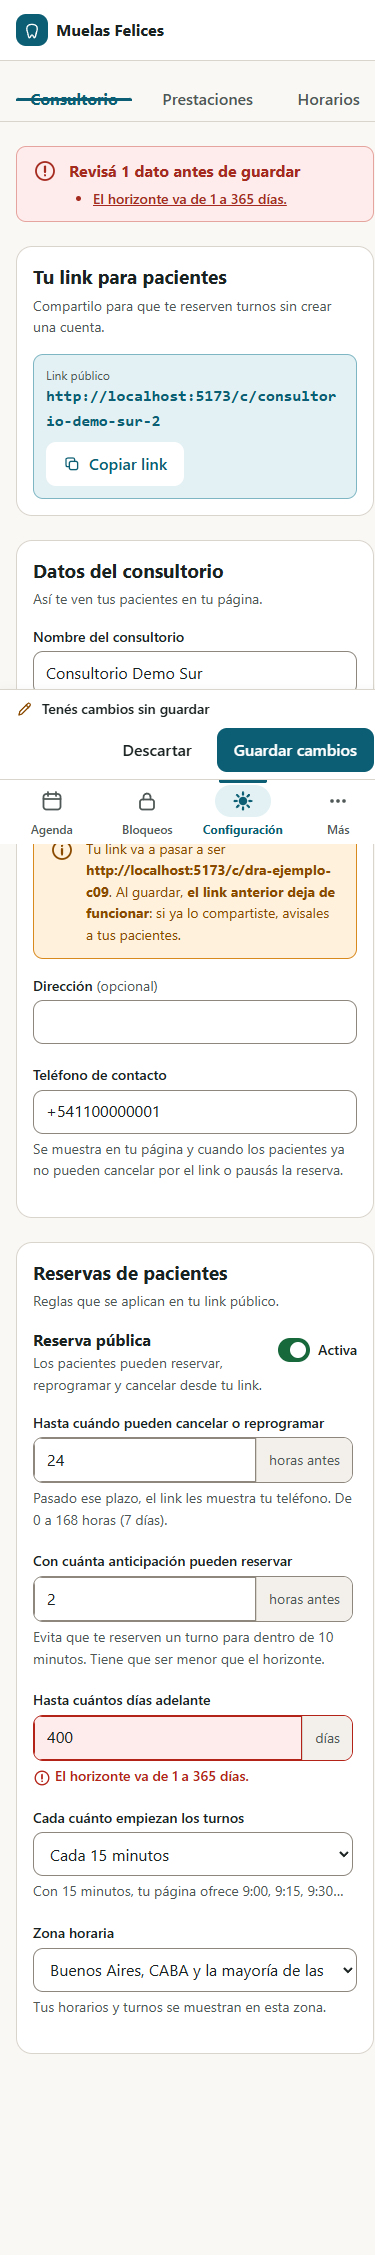 Muelas Felices
Consultorio
Prestaciones
Horarios
Revisá 1 dato antes de guardar
El horizonte va de 1 a 365 días.
Tu link para pacientes
Compartilo para que te reserven turnos sin crear
una cuenta.
Link público
http://localhost:5173/c/consultor
io-demo-sur-2
Copiar link
Datos del consultorio
Así te ven tus pacientes en tu página.
Nombre del consultorio
Consultorio Demo Sur
Tenés cambios sin guardar
Descartar
Guardar cambios
Agenda
Bloqueos
Configuración
Más
Tu link va a pasar a ser
http://localhost:5173/c/dra-ejemplo-
c09. Al guardar, el link anterior deja de
funcionar: si ya lo compartiste, avisales
a tus pacientes.
Dirección (opcional)
Teléfono de contacto
+541100000001
Se muestra en tu página y cuando los pacientes ya
no pueden cancelar por el link o pausás la reserva.
Reservas de pacientes
Reglas que se aplican en tu link público.
Reserva pública
Los pacientes pueden reservar,
reprogramar y cancelar desde tu link.
Activa
Hasta cuándo pueden cancelar o reprogramar
24
horas antes
Pasado ese plazo, el link les muestra tu teléfono. De
0 a 168 horas (7 días).
Con cuánta anticipación pueden reservar
2
horas antes
Evita que te reserven un turno para dentro de 10
minutos. Tiene que ser menor que el horizonte.
Hasta cuántos días adelante
400
días
El horizonte va de 1 a 365 días.
Cada cuánto empiezan los turnos
Cada 15 minutos
Con 15 minutos, tu página ofrece 9:00, 9:15, 9:30…
Zona horaria
Buenos Aires, CABA y la mayoría de las
Tus horarios y turnos se muestran en esta zona.